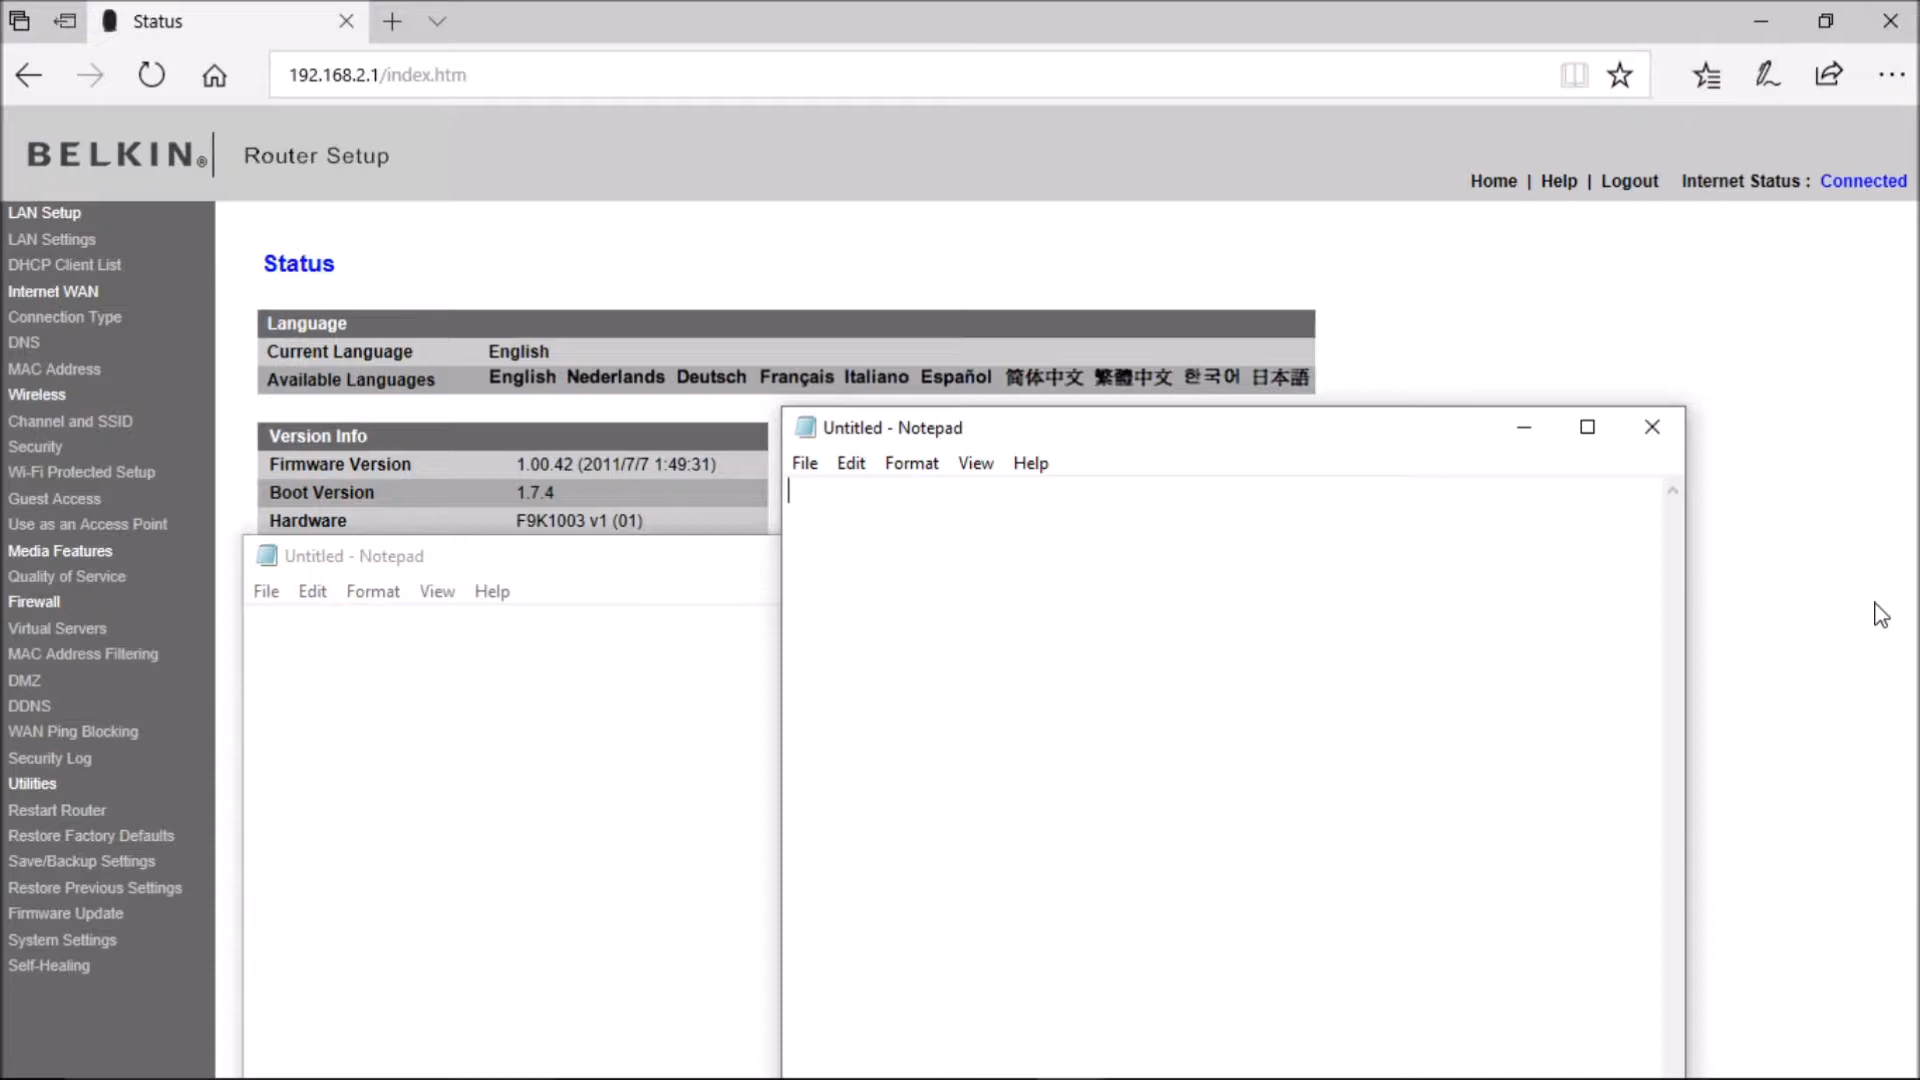 Status
192.168.2.1/index.htm
BELKIN® Router Setup
Home | Help | Logout Internet Status : Connected
LAN Setup
LAN Settings
DHCP Client List
Internet WAN
Connection Type
DNS
MAC Address
Wireless
Channel and SSID
Security
Wi-Fi Protected Setup
Guest Access
Use as an Access Point
Media Features
Quality of Service
Firewall
Virtual Servers
MAC Address Filtering
DMZ
DDNS
WAN Ping Blocking
Security Log
Utilities
Restart Router
Restore Factory Defaults
Save/Backup Settings
Restore Previous Settings
Firmware Update
System Settings
Self-Healing
Status
Language
Current Language English
Available Languages English Nederlands Deutsch Français Italiano Español 简体中文 繁體中文 한국어 日本語
Version Info
Firmware Version 1.00.42 (2011/7/7 1:49:31)
Boot Version 1.7.4
Hardware F9K1003 v1 (01)
Untitled - Notepad
File Edit Format View Help
Untitled - Notepad
File Edit Format View Help